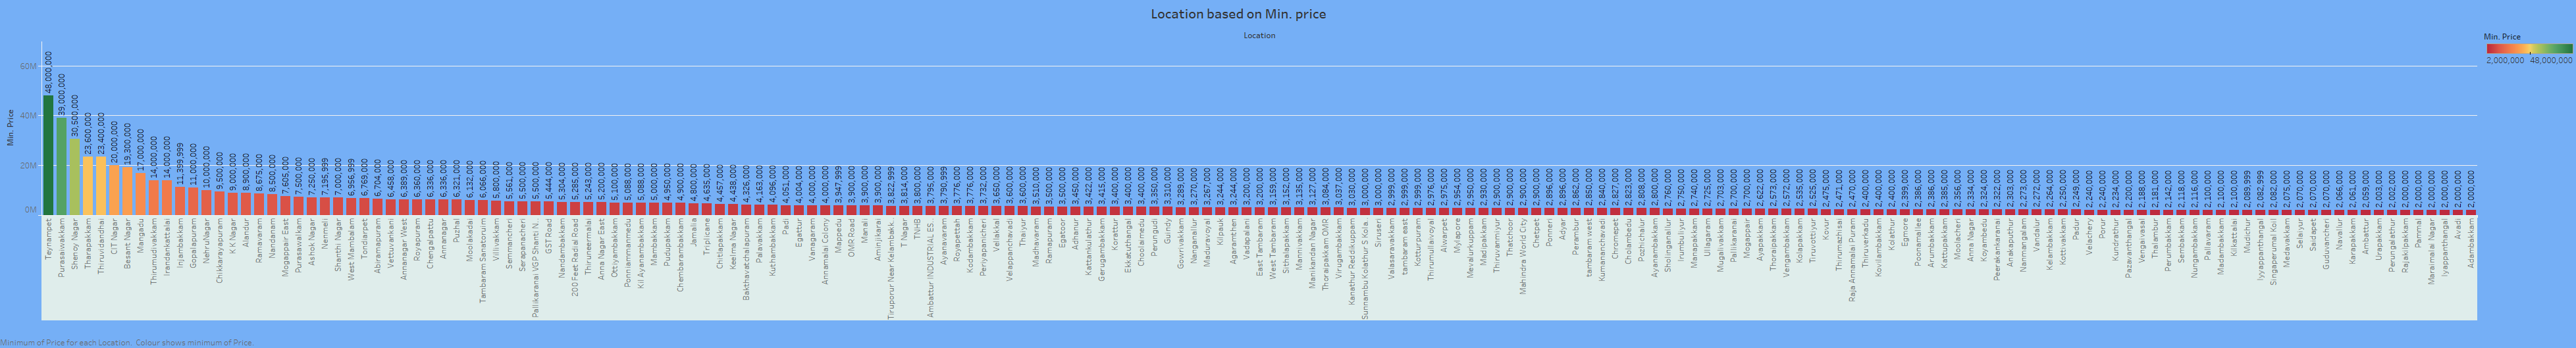 Location based on Min. price
Location
Min. Price
2,000,000 48,000,000
Min. Price
60M
40M
20M
0M
48,000,000 39,000,000 30,500,000 23,600,000 23,400,000 20,000,000 19,300,000 17,000,000 14,000,000 14,000,000 11,399,999 11,000,000 10,000,000 9,500,000 9,000,000 8,900,000 8,675,000 8,500,000 7,605,000 7,500,000 7,250,000 7,195,999 7,000,000 6,966,999 6,769,000 6,704,000 6,468,000 6,389,000 6,360,000 6,336,000 6,336,000 6,321,000 6,132,000 6,066,000 5,800,000 5,561,000 5,500,000 5,500,000 5,444,000 5,304,000 5,285,000 5,243,000 5,200,000 5,100,000 5,088,000 5,088,000 5,000,000 4,950,000 4,900,000 4,800,000 4,635,000 4,457,000 4,438,000 4,326,000 4,163,000 4,096,000 4,051,000 4,004,000 4,000,000 4,000,000 3,947,999 3,900,000 3,900,000 3,900,000 3,822,999 3,814,000 3,800,000 3,795,000 3,790,999 3,776,000 3,776,000 3,732,000 3,660,000 3,660,000 3,600,000 3,510,000 3,500,000 3,500,000 3,450,000 3,422,000 3,415,000 3,400,000 3,400,000 3,400,000 3,350,000 3,310,000 3,289,000 3,270,000 3,267,000 3,244,000 3,244,000 3,200,000 3,159,000 3,159,000 3,152,000 3,135,000 3,127,000 3,084,000 3,037,000 3,030,000 3,000,000 3,000,000 2,999,000 2,999,000 2,999,000 2,976,000 2,975,000 2,954,000 2,950,000 2,938,000 2,930,000 2,900,000 2,900,000 2,900,000 2,896,000 2,896,000 2,862,000 2,850,000 2,840,000 2,827,000 2,823,000 2,808,000 2,800,000 2,760,000 2,750,000 2,740,000 2,725,000 2,703,000 2,700,000 2,700,000 2,622,000 2,573,000 2,572,000 2,535,000 2,525,000 2,475,000 2,471,000 2,470,000 2,400,000 2,400,000 2,400,000 2,399,000 2,386,000 2,386,000 2,385,000 2,356,000 2,334,000 2,324,000 2,322,000 2,303,000 2,273,000 2,272,000 2,264,000 2,250,000 2,249,000 2,240,000 2,240,000 2,234,000 2,200,000 2,188,000 2,181,000 2,142,000 2,118,000 2,116,000 2,100,000 2,100,000 2,100,000 2,089,999 2,082,999 2,082,000 2,075,000 2,070,000 2,070,000 2,070,000 2,066,000 2,062,000 2,059,000 2,003,000 2,002,000 2,000,000 2,000,000 2,000,000 2,000,000 2,000,000 2,000,000
Teynampet Purasawakkam Shenoy Nagar Tharapakkam Thiruvidandhai CIT Nagar Besant Nagar Mangadu Thirumudivakkam Irandankattalai Injambakkam Gopalapuram Nehru Nagar Chikkarayapuram K K Nagar Alandur Ramavaram Nandanam Mogappair East Purasaiwalkam Ashok Nagar Nemmeli Shanthi Nagar West Mambalam Tondiarpet Abiramapuram Vettuvankani Annanagar West Royapuram Chengalpattu Annanagar Puzhal Moolakadai Tambaram Sanatoruim Vilivakkam Semmancheri Serapanacheri Pallikaranai VGP Shanti N.. GST Road Nandambakkam 200 Feet Radial Road Thiruneermalai Anna Nagar East Ottiyambakkam Ponniammanmedu Kil Ayanambakkam Mambakkam Pudupakkam Chembarambakkam Jamalia Triplicane Chitlapakkam Keelma Nagar Bakthavatchalapuram Palavakkam Kuthambakkam Padi Egattur Vanagaram Annamalai Colony Mappedu OMR Road Manali Aminjikarai Tiruporur Near Kelambakk.. T Nagar TNHB Ambattur INDUSTRIAL ES.. Ayanavaram Royapettah Kodambakkam Periyapanicheri Vellakkal Velappanchavadi Thaiyur Madhavaram Ramapuram Egatoor Adhanur Kattankulathur Gerugambakkam Korattur Ekkatuthangal Choolaimedu Perungudi Guindy Gowrivakkam Nanganallur Maduravoyal Kilpauk Agaramthen Vadapalani East Tambaram West Tambaram Sithalapakkam Mannivakkam Manikandan Nagar Thoraipakkam OMR Virugambakkam Kanathur Reddikuppam Sunnambu Kolathur S Kola.. Siruseri Valasaravakkam tambaram east Kotturpuram Thirumullaivoyal Alwarpet Mylapore Mevalurkuppam Madipakkam Thiruvanmiyur Thatchoor Mahindra World City Chetpet Ponneri Adyar Perambur tambaram west Kumananchavadi Chromepet Cholambedu Pozhichalur Ayanambakkam Sholinganallur Irumbuliyur Manapakkam Ullagaram Mugalivakkam Pallikaranai Mogappair Ayapakkam Thorapakkam Vengambakkam Kolapakkam Tiruvottiyur Kovur Thirumazhisai Raja Annamalai Puram Thiruverkadu Kovilambakkam Kolathur Egmore Poonamallee Arumbakkam Kattupakkam Moolacheri Anna Nagar Koyambedu Peerakankaranai Anakaputhur Nanmangalam Vandalur Kelambakkam Kottivakkam Padur Velachery Porur Kundrathur Pazavanthangal Vengaivasal Thalambur Perumbakkam Sembakkam Nungambakkam Pallavaram Madambakkam Kilkattalai Mudichur Iyyappanthangal Singaperumal Koil Medavakkam Selaiyur Saidapet Guduvancheri Navalur Karapakkam Ambattur Urapakkam Perungalathur Rajakilpakkam Pammal Maraimalai Nagar Iyappanthangal Avadi Adambakkam
Minimum of Price for each Location. Colour shows minimum of Price.